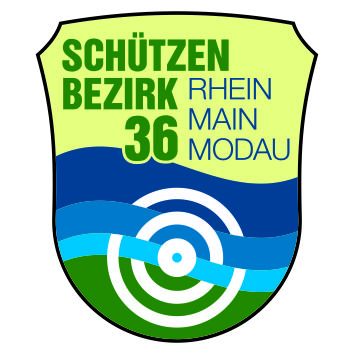 SCHÜTZEN
BEZIRK
36
RHEIN
MAIN
MODAU